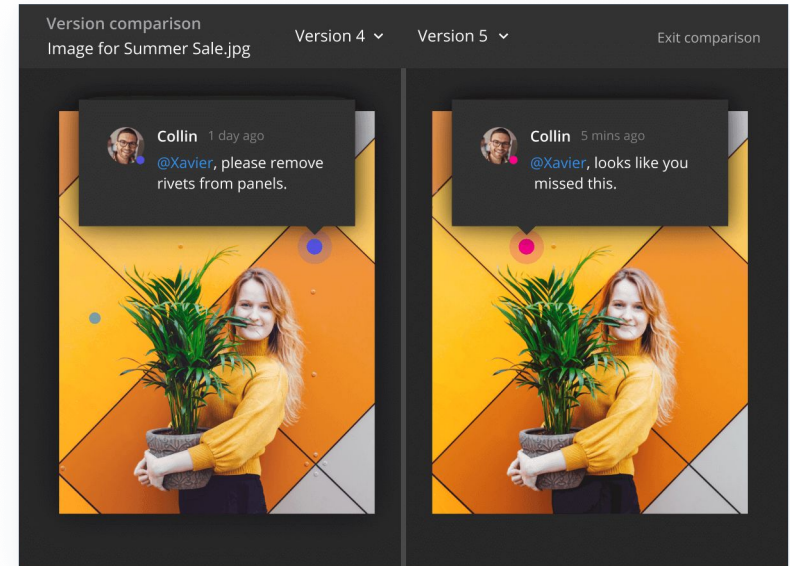 Version comparison
Image for Summer Sale.jpg
Version 4
Version 5
Exit comparison
Collin 1 day ago
@Xavier, please remove
rivets from panels.
Collin 5 mins ago
@Xavier, looks like you
missed this.